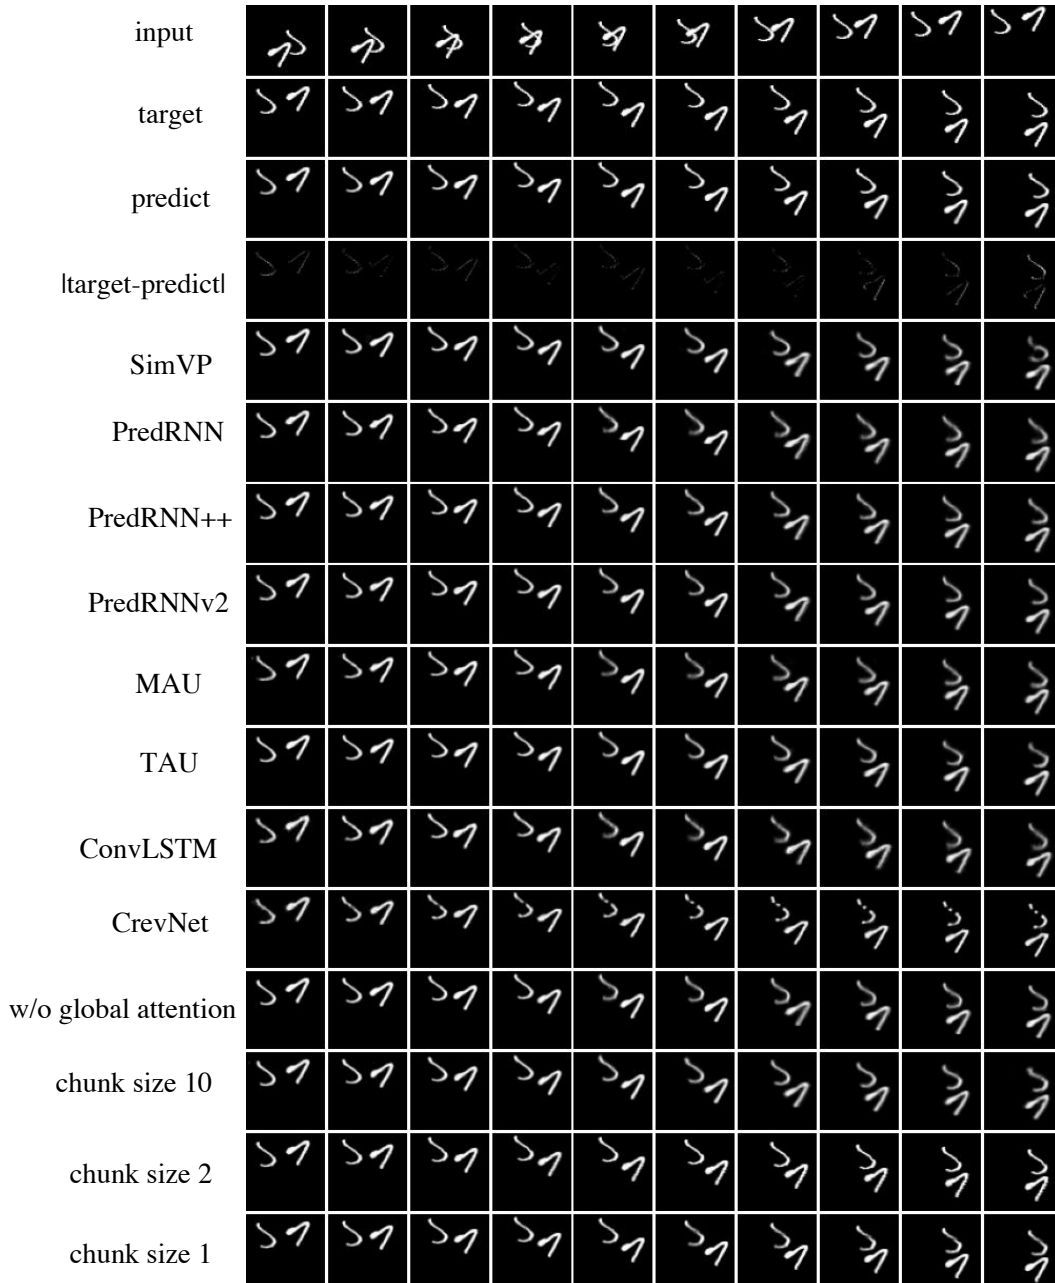 input
target
predict
|target-predict|
SimVP
PredRNN
PredRNN++
PredRNNv2
MAU
TAU
ConvLSTM
CrevNet
w/o global attention
chunk size 10
chunk size 2
chunk size 1